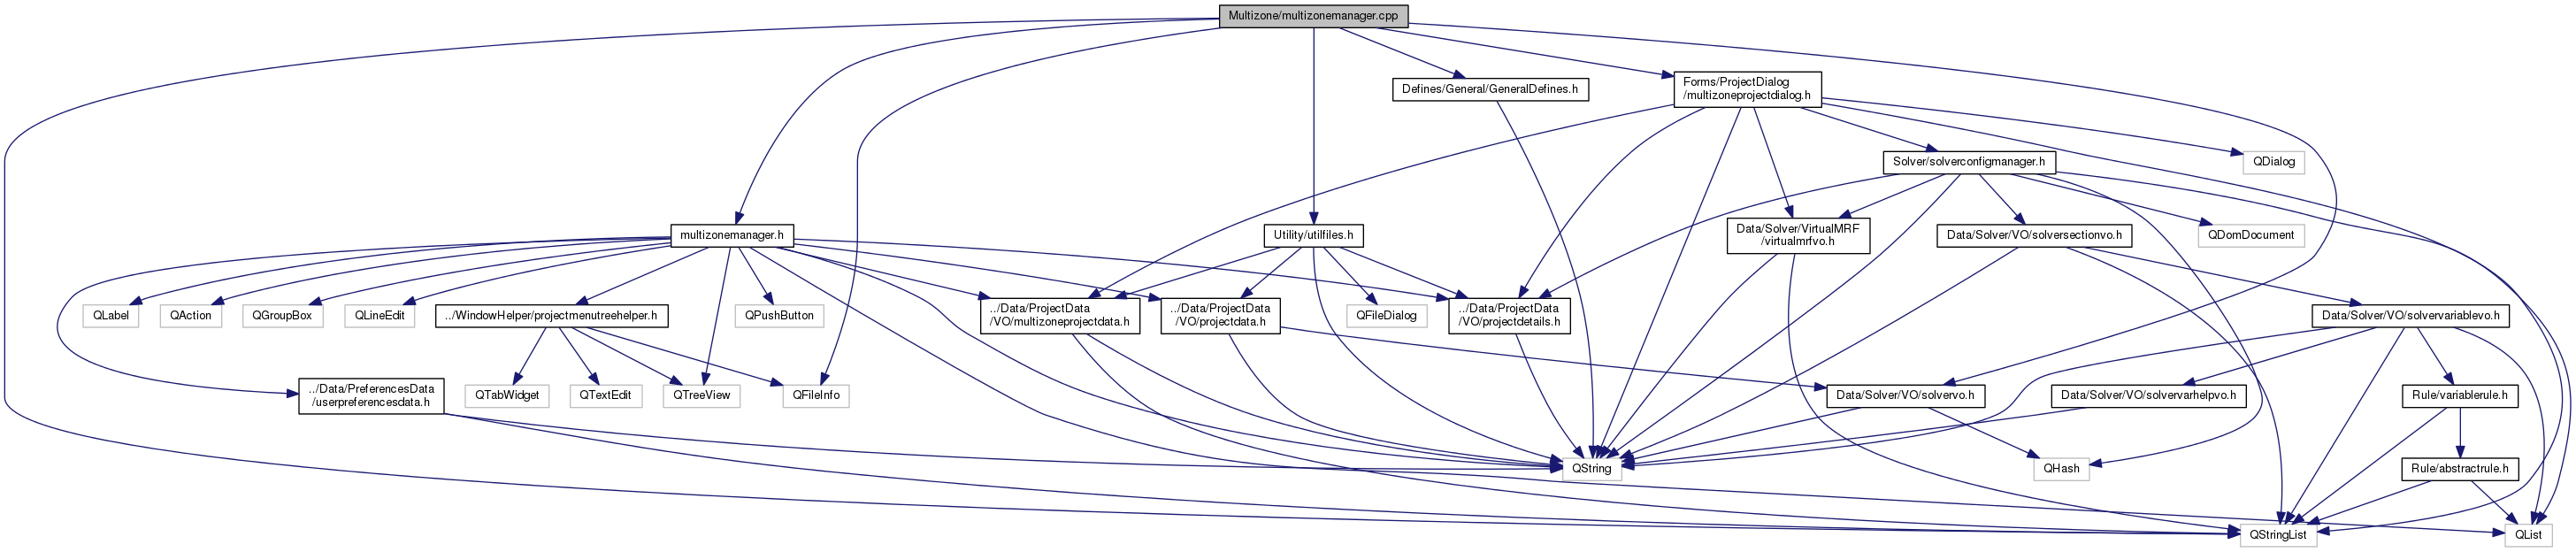 Multizone/multizonemanager.cpp
Defines/General/GeneralDefines.h
Forms/ProjectDialog
/multizoneprojectdialog.h
Solver/solverconfigmanager.h
QDialog
multizonemanager.h
Utility/utilfiles.h
Data/Solver/VirtualMRF
/virtualmrfvo.h
Data/Solver/VO/solversectionvo.h
QDomDocument
QLabel
QAction
QGroupBox
QLineEdit
../WindowHelper/projectmenutreehelper.h
QPushButton
../Data/ProjectData
/VO/multizoneprojectdata.h
../Data/ProjectData
/VO/projectdata.h
QFileDialog
../Data/ProjectData
/VO/projectdetails.h
Data/Solver/VO/solvervariablevo.h
../Data/PreferencesData
/userpreferencesdata.h
QTabWidget
QTextEdit
QTreeView
QFileInfo
Data/Solver/VO/solvervo.h
Data/Solver/VO/solvervarhelpvo.h
Rule/variablerule.h
QString
QHash
Rule/abstractrule.h
QStringList
QList